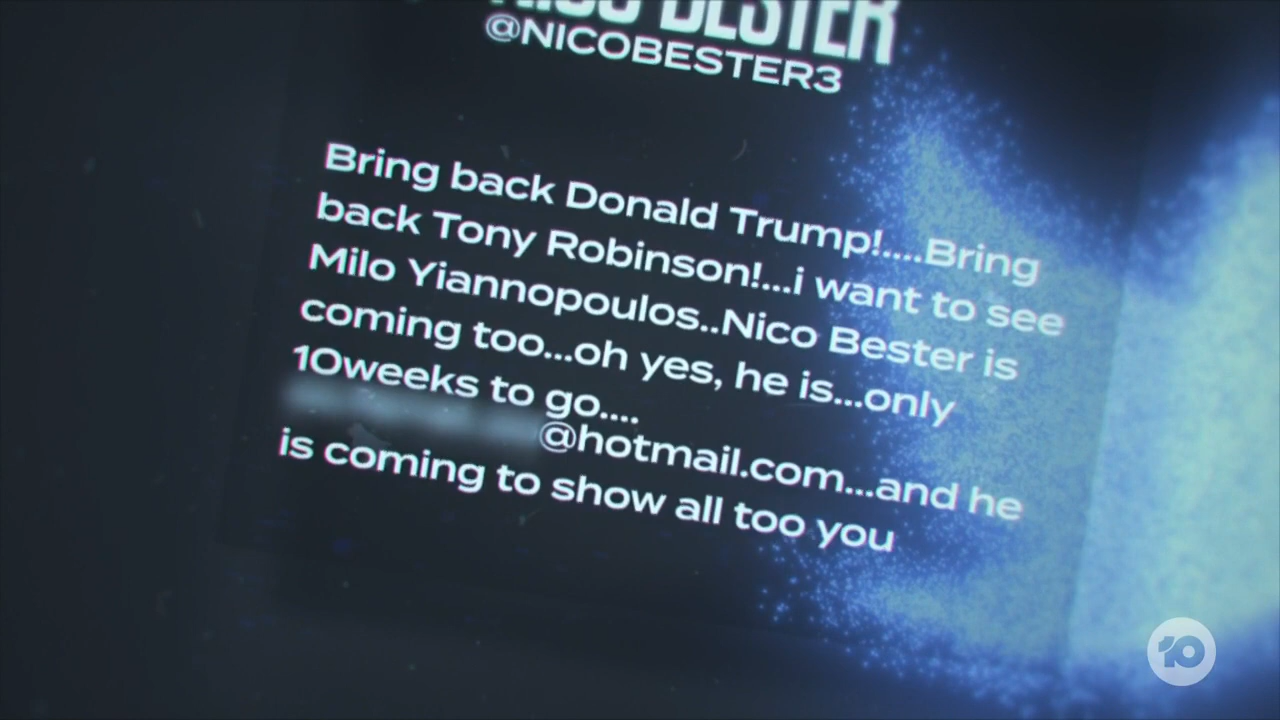 NICO BESTER
@NICOBESTER3
Bring back Donald Trump!....Bring
back Tony Robinson!...i want to see
Milo Yiannopoulos..Nico Bester is
coming too...oh yes, he is...only
10weeks to go....
@hotmail.com...and he
is coming to show all too you
10